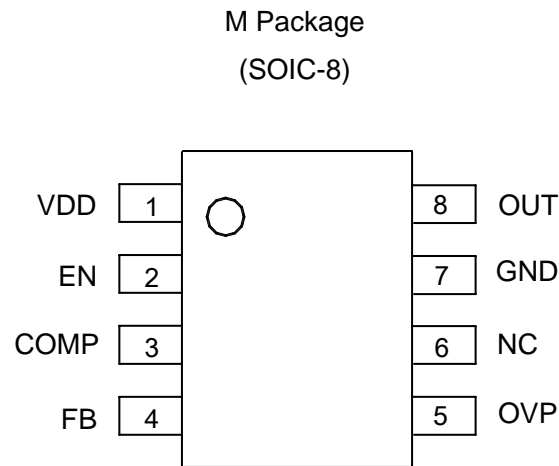 M Package
(SOIC-8)
VDD 1 8 OUT
EN 2 7 GND
COMP 3 6 NC
FB 4 5 OVP